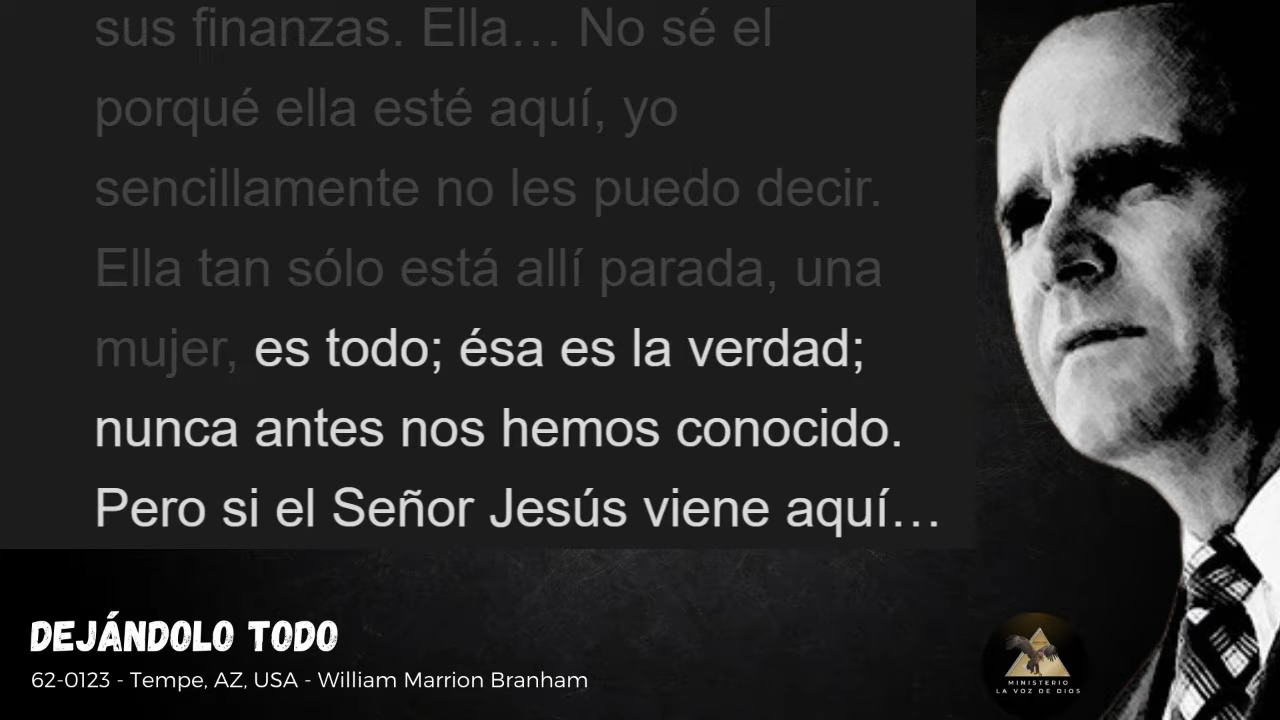 sus finanzas. Ella… No sé el
porqué ella esté aquí, yo
sencillamente no les puedo decir.
Ella tan sólo está allí parada, una
mujer, es todo; ésa es la verdad;
nunca antes nos hemos conocido.
Pero si el Señor Jesús viene aquí…
DEJÁNDOLO TODO
62-0123 - Tempe, AZ, USA - William Marrion Branham
MINISTERIO
LA VOZ DE DIOS